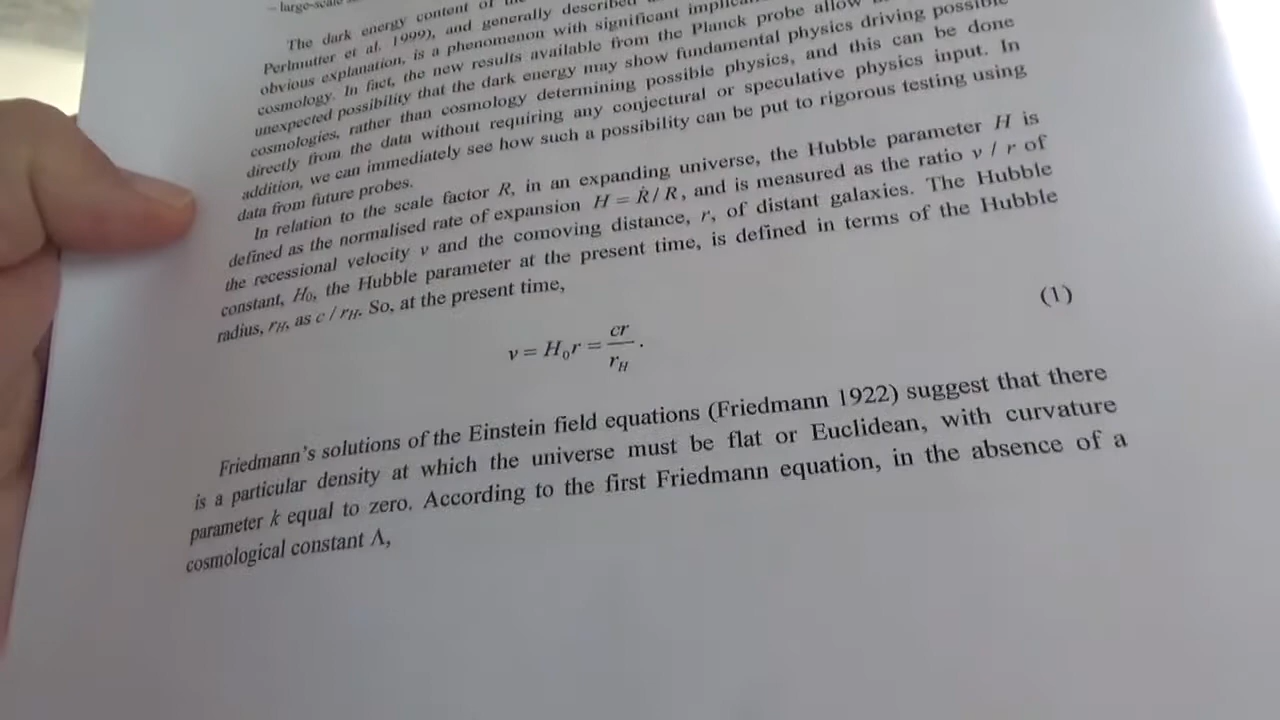 – large-scale
The dark energy content of
Perlmutter et al, 1999), and generally described
obvious explanation, is a phenomenon with significant
cosmology. In fact, the new results available from the Planck probe allow
unexpected possibility that the dark energy may show fundamental physics driving possible
cosmologies, rather than cosmology determining possible physics, and this can be done
directly from the data without requiring any conjectural or speculative physics input. In
addition, we can immediately see how such a possibility can be put to rigorous testing using
data from future probes.
In relation to the scale factor R, in an expanding universe, the Hubble parameter H is
defined as the normalised rate of expansion H = Ṙ / R, and is measured as the ratio v / r of
the recessional velocity v and the comoving distance, r, of distant galaxies. The Hubble
constant, H₀, the Hubble parameter at the present time, is defined in terms of the Hubble
radius, r_H, as c / r_H. So, at the present time,
v = H₀r = cr / r_H . (1)
Friedmann's solutions of the Einstein field equations (Friedmann 1922) suggest that there
is a particular density at which the universe must be flat or Euclidean, with curvature
parameter k equal to zero. According to the first Friedmann equation, in the absence of a
cosmological constant Λ,